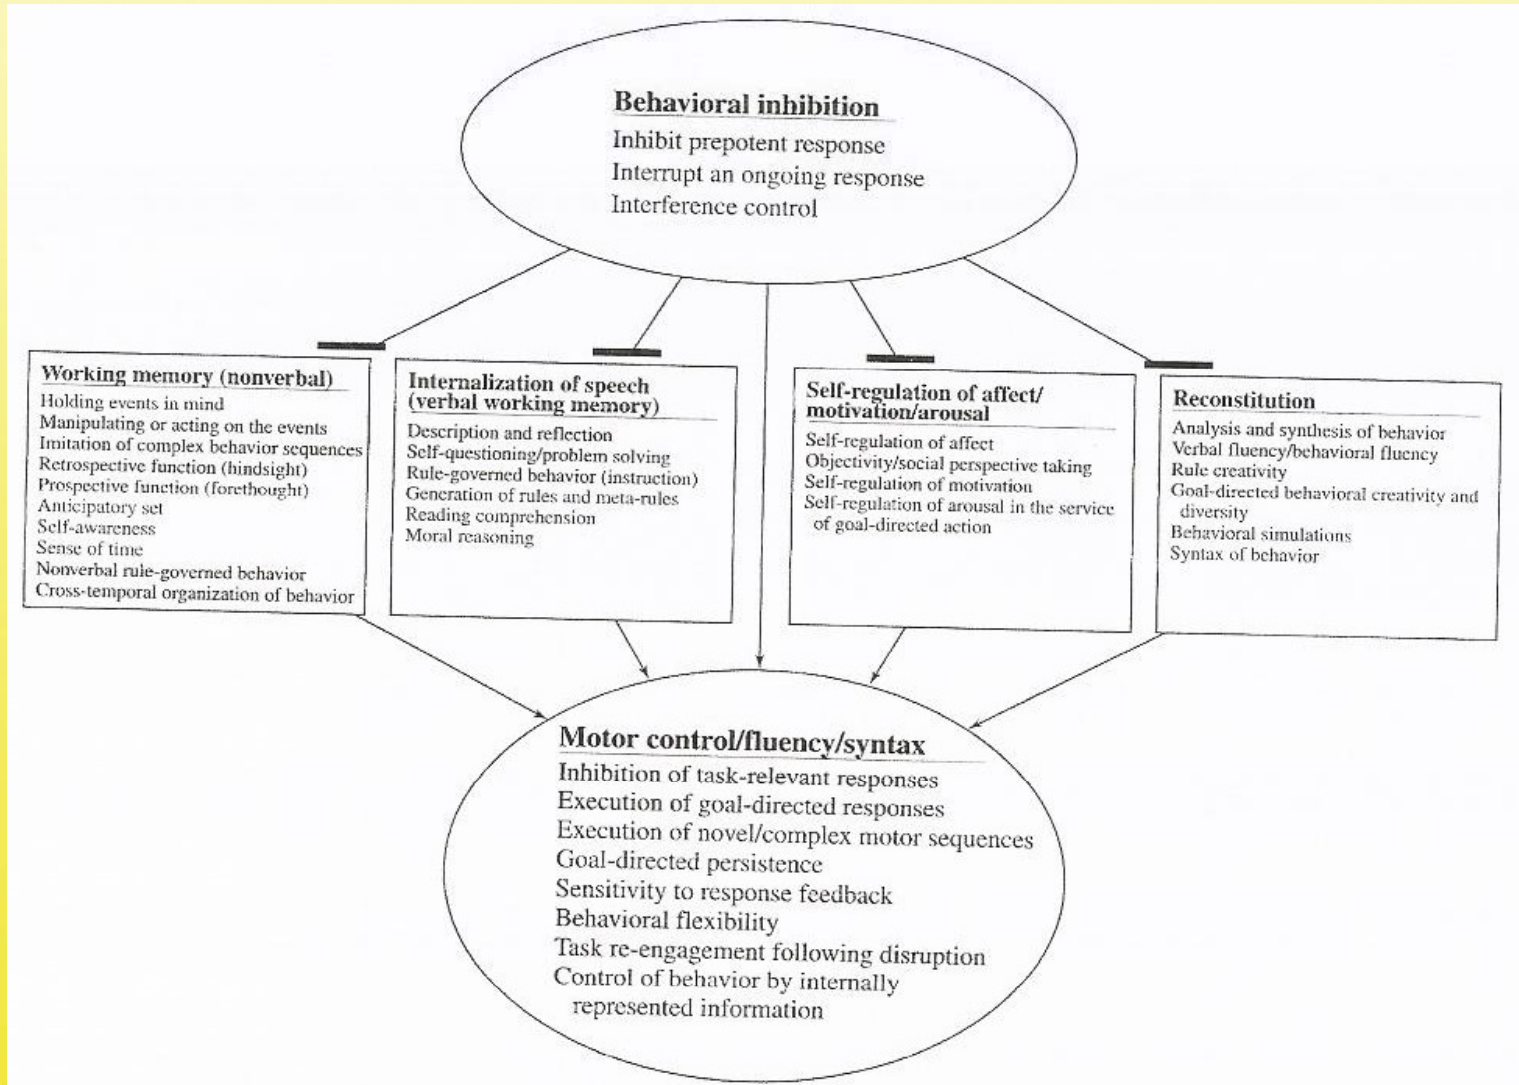 Behavioral inhibition
Inhibit prepotent response
Interrupt an ongoing response
Interference control
Working memory (nonverbal)
Holding events in mind
Manipulating or acting on the events
Imitation of complex behavior sequences
Retrospective function (hindsight)
Prospective function (forethought)
Anticipatory set
Self-awareness
Sense of time
Nonverbal rule-governed behavior
Cross-temporal organization of behavior
Internalization of speech
(verbal working memory)
Description and reflection
Self-questioning/problem solving
Rule-governed behavior (instruction)
Generation of rules and meta-rules
Reading comprehension
Moral reasoning
Self-regulation of affect/
motivation/arousal
Self-regulation of affect
Objectivity/social perspective taking
Self-regulation of motivation
Self-regulation of arousal in the service
of goal-directed action
Reconstitution
Analysis and synthesis of behavior
Verbal fluency/behavioral fluency
Rule creativity
Goal-directed behavioral creativity and
diversity
Behavioral simulations
Syntax of behavior
Motor control/fluency/syntax
Inhibition of task-relevant responses
Execution of goal-directed responses
Execution of novel/complex motor sequences
Goal-directed persistence
Sensitivity to response feedback
Behavioral flexibility
Task re-engagement following disruption
Control of behavior by internally
represented information